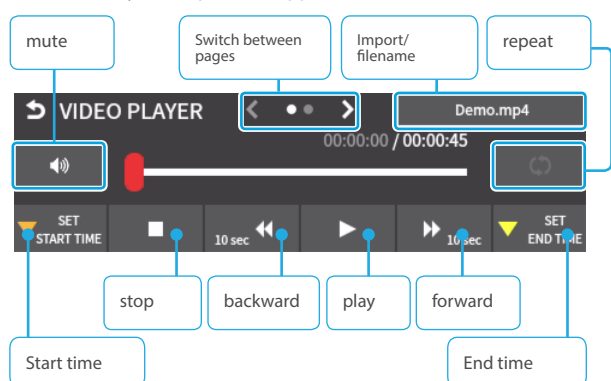 mute
Switch between
pages
Import/
filename
repeat
VIDEO PLAYER
Demo.mp4
00:00:00 / 00:00:45
SET
START TIME
10 sec
10 sec
SET
END TIME
stop
backward
play
forward
Start time
End time